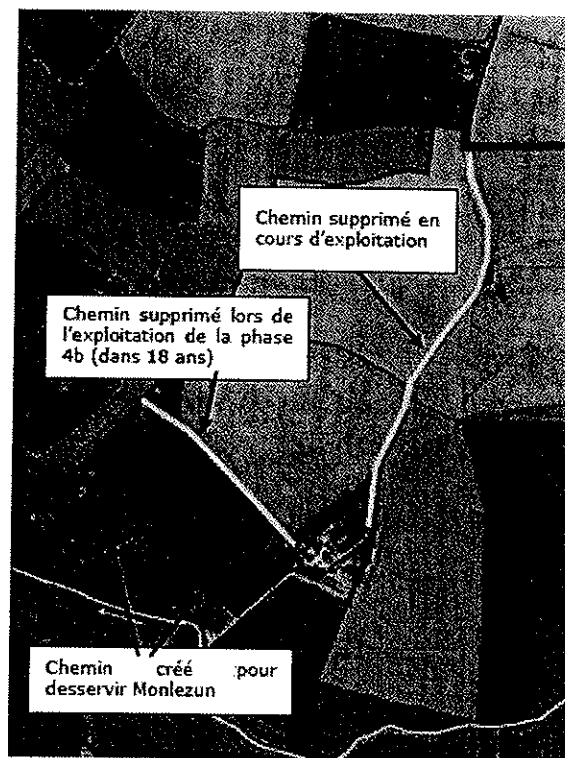 Chemin supprimé en
cours d'exploitation
Chemin supprimé lors de
l'exploitation de la phase
4b (dans 18 ans)
Chemin créé pour
desservir Monlezun